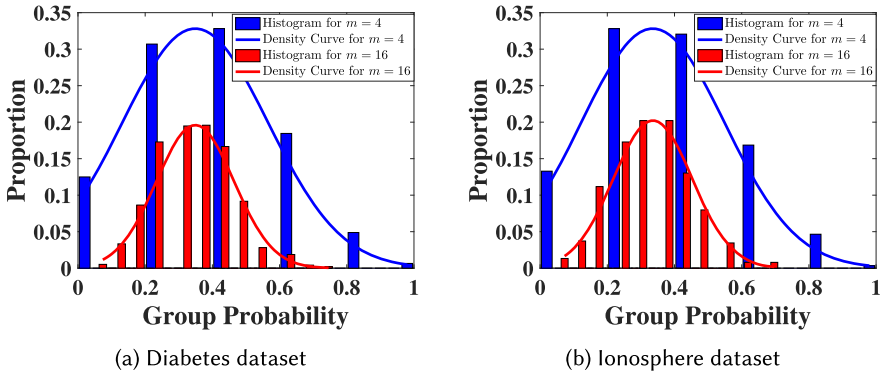 0.35
0.3
0.25
0.2
0.15
0.1
0.05
0
Proportion
Histogram for m = 4
Density Curve for m = 4
Histogram for m = 16
Density Curve for m = 16
0 0.2 0.4 0.6 0.8 1
Group Probability
(a) Diabetes dataset
0.35
0.3
0.25
0.2
0.15
0.1
0.05
0
Proportion
Histogram for m = 4
Density Curve for m = 4
Histogram for m = 16
Density Curve for m = 16
0 0.2 0.4 0.6 0.8 1
Group Probability
(b) Ionosphere dataset